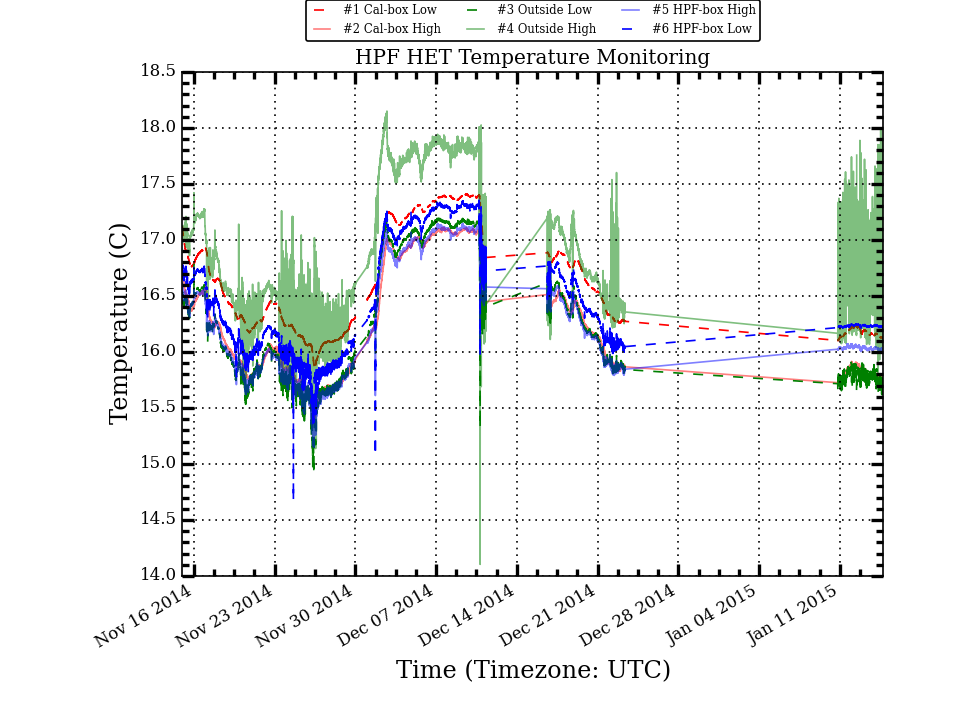 #1 Cal-box Low #3 Outside Low #5 HPF-box High
#2 Cal-box High #4 Outside High #6 HPF-box Low
HPF HET Temperature Monitoring
18.5
18.0
17.5
17.0
16.5
16.0
15.5
15.0
14.5
14.0
Temperature (C)
Nov 16 2014 Nov 23 2014 Nov 30 2014 Dec 07 2014 Dec 14 2014 Dec 21 2014 Dec 28 2014 Jan 04 2015 Jan 11 2015
Time (Timezone: UTC)